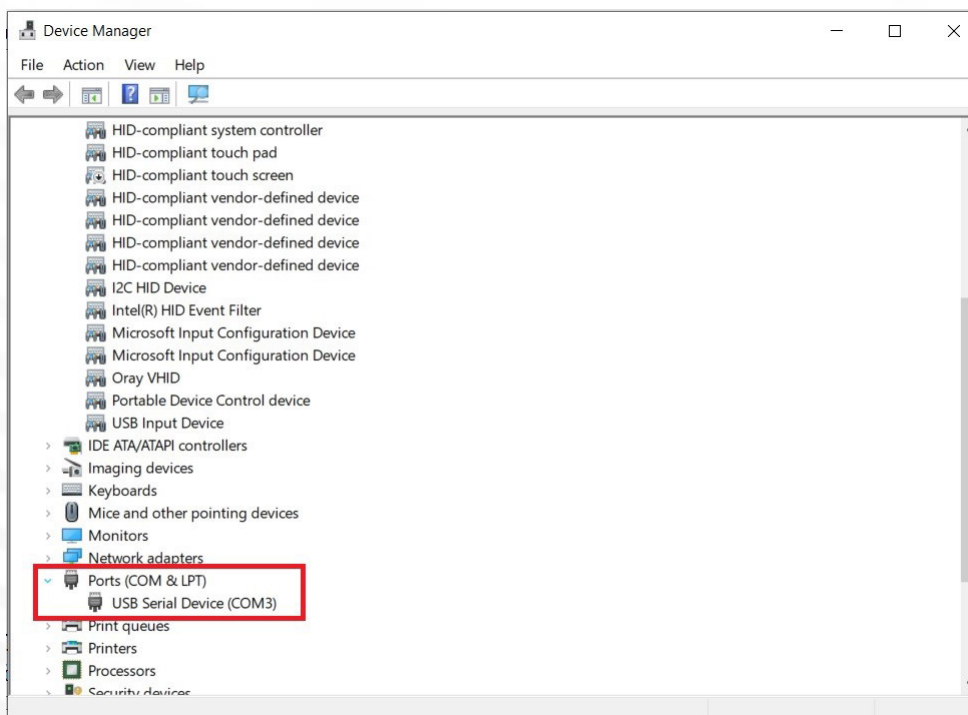 Device Manager
File Action View Help
HID-compliant system controller
HID-compliant touch pad
HID-compliant touch screen
HID-compliant vendor-defined device
HID-compliant vendor-defined device
HID-compliant vendor-defined device
HID-compliant vendor-defined device
I2C HID Device
Intel(R) HID Event Filter
Microsoft Input Configuration Device
Microsoft Input Configuration Device
Oray VHID
Portable Device Control device
USB Input Device
IDE ATA/ATAPI controllers
Imaging devices
Keyboards
Mice and other pointing devices
Monitors
Network adapters
Ports (COM & LPT)
USB Serial Device (COM3)
Print queues
Printers
Processors
Security devices